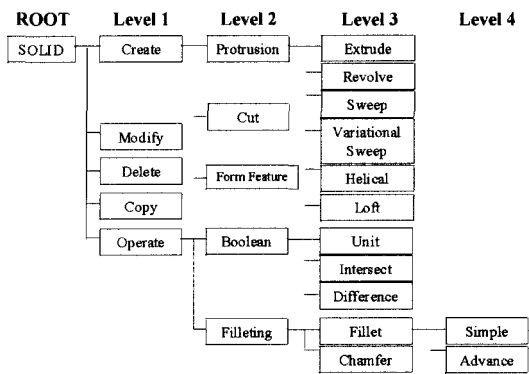 ROOT Level 1 Level 2 Level 3 Level 4
SOLID Create Protrusion Extrude
Revolve
Cut Sweep
Modify Variational
Sweep
Delete Form Feature Helical
Copy Loft
Operate Boolean Unit
Intersect
Difference
Filleting Fillet Simple
Chamfer Advance